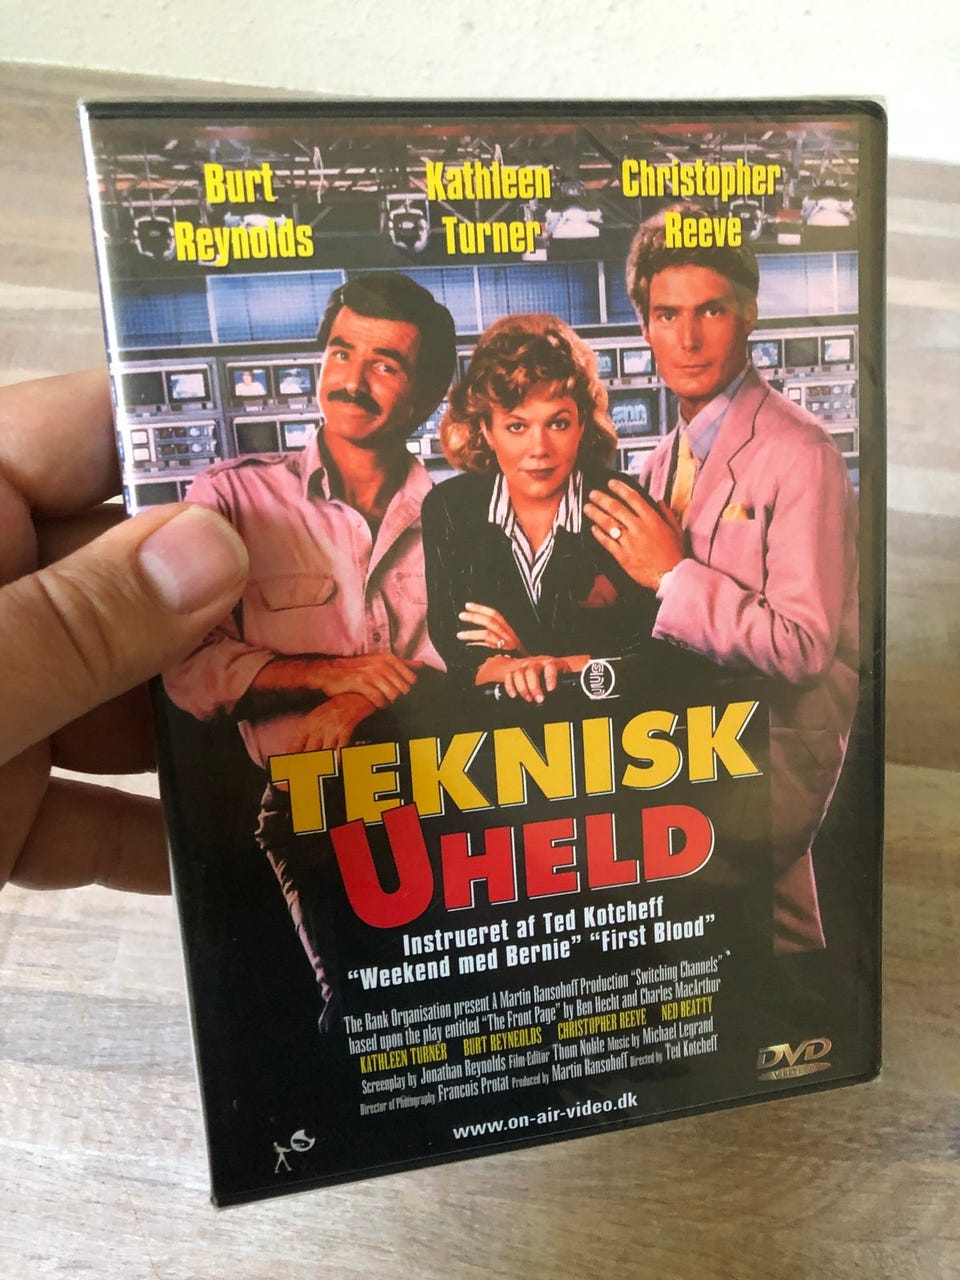 Burt
Reynolds
Kathleen
Turner
Christopher
Reeve
TEKNISK
UHELD
Instrueret af Ted Kotcheff
“Weekend med Bernie” “First Blood”
The Rank Organisation present A Martin Ransohoff Production “Switching Channels”
based upon the play entitled “The Front Page” by Ben Hecht and Charles MacArthur
KATHLEEN TURNER BURT REYNEOLDS CHRISTOPHER REEVE NED BEATTY
Screenplay by Jonathan Reynolds Film Editor Thom Noble Music by Michael Legrand
Director of Photography Francois Protal Produced by Martin Ransohoff Directed by Ted Kotcheff
DVD
VIDEO
www.on-air-video.dk